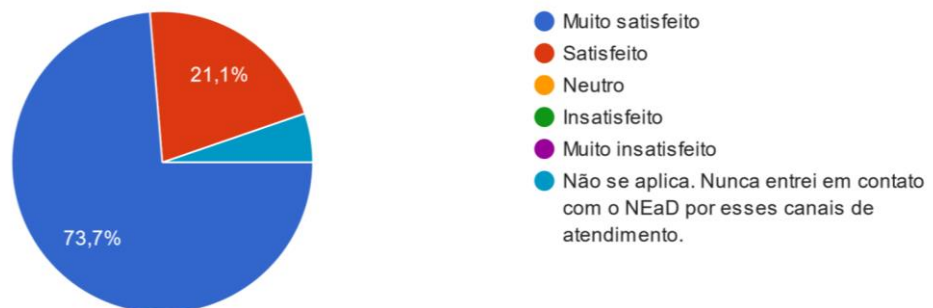 73,7%
21,1%
Muito satisfeito
Satisfeito
Neutro
Insatisfeito
Muito insatisfeito
Não se aplica. Nunca entrei em contato
com o NEaD por esses canais de
atendimento.